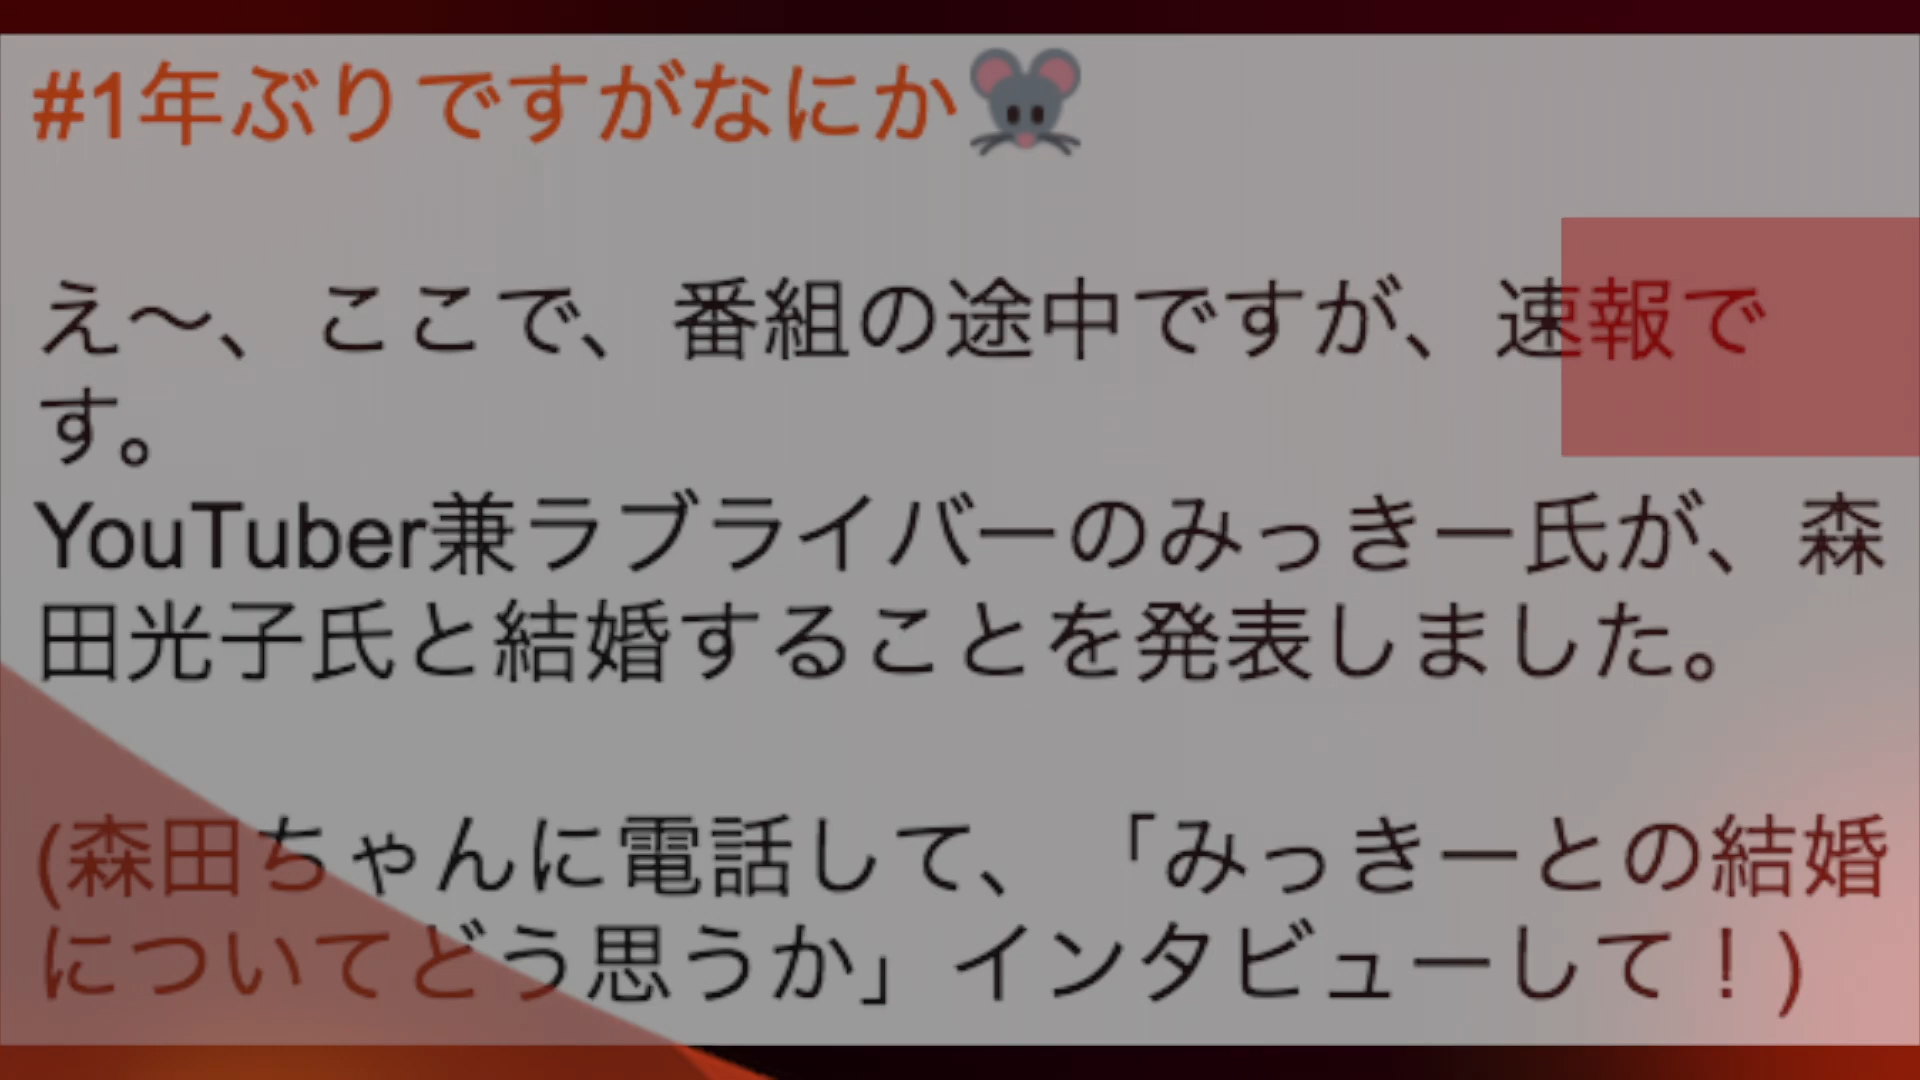 #1年ぶりですがなにか🐭
え〜、ここで、番組の途中ですが、速報で
す。
YouTuber兼ラブライバーのみっきー氏が、森
田光子氏と結婚することを発表しました。
(森田ちゃんに電話して、「みっきーとの結婚
についてどう思うか」インタビューして！)